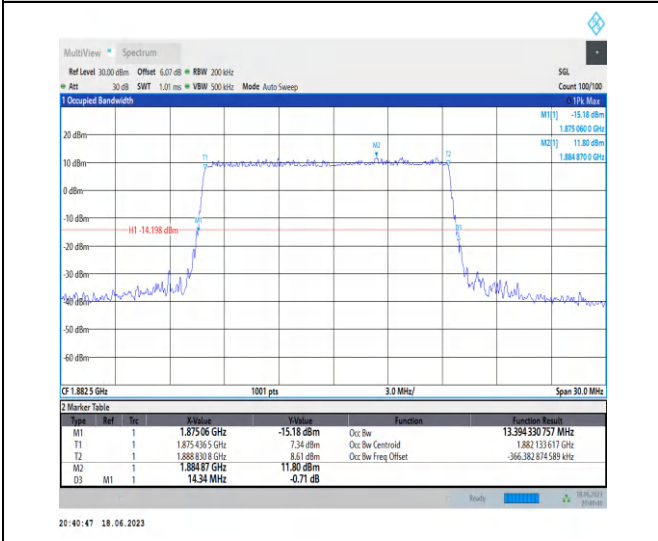 MultiView Spectrum
Ref Level 30.00 dBm Offset 6.07 dB RBW 200 kHz SGL
Att 30 dB SWT 1.01 ms VBW 500 kHz Mode Auto Sweep Count 100/100
1 Occupied Bandwidth 1Pk Max
M1[1] -15.18 dBm
1.875 060 0 GHz
M2[1] 11.80 dBm
1.884 870 0 GHz
20 dBm
M2
T1
T2
10 dBm
0 dBm
-10 dBm
M1
H1 -14.198 dBm
-20 dBm
-30 dBm
-40 dBm
-50 dBm
-60 dBm
CF 1.882 5 GHz 1001 pts 3.0 MHz/ Span 30.0 MHz
2 Marker Table
Type Ref Trc X-Value Y-Value Function Function Result
M1 1 1.875 06 GHz -15.18 dBm Occ Bw 13.394 330 757 MHz
T1 1 1.875 436 5 GHz 7.34 dBm Occ Bw Centroid 1.882 133 617 GHz
T2 1 1.888 830 8 GHz 8.61 dBm Occ Bw Freq Offset -366.382 874 589 kHz
M2 1 1.884 87 GHz 11.80 dBm
D3 M1 1 14.34 MHz -0.71 dB
Ready 18.06.2023
20:40:47 18.06.2023